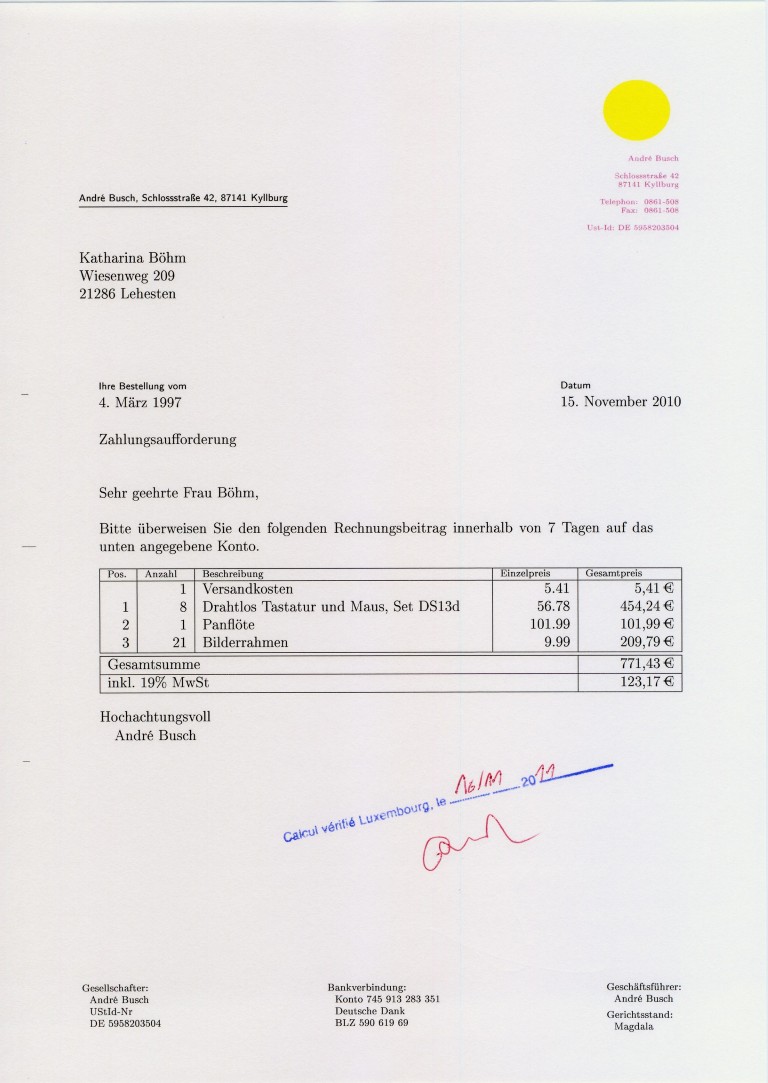 André Busch
Schlossstraße 42
87141 Kyllburg
Telephon: 0861-508
Fax: 0861-508
Ust-Id: DE 5958203504
André Busch, Schlossstraße 42, 87141 Kyllburg
Katharina Böhm
Wiesenweg 209
21286 Lehesten
Ihre Bestellung vom
4. März 1997
Datum
15. November 2010
Zahlungsaufforderung
Sehr geehrte Frau Böhm,
Bitte überweisen Sie den folgenden Rechnungsbeitrag innerhalb von 7 Tagen auf das
unten angegebene Konto.
Pos. Anzahl Beschreibung Einzelpreis Gesamtpreis
1 Versandkosten 5.41 5,41 €
1 8 Drahtlos Tastatur und Maus, Set DS13d 56.78 454,24 €
2 1 Panflöte 101.99 101,99 €
3 21 Bilderrahmen 9.99 209,79 €
Gesamtsumme 771,43 €
inkl. 19% MwSt 123,17 €
Hochachtungsvoll
André Busch
Calcul vérifié Luxembourg, le 16/11 2011
Gesellschafter:
André Busch
UStId-Nr
DE 5958203504
Bankverbindung:
Konto 745 913 283 351
Deutsche Dank
BLZ 590 619 69
Geschäftsführer:
André Busch
Gerichtsstand:
Magdala